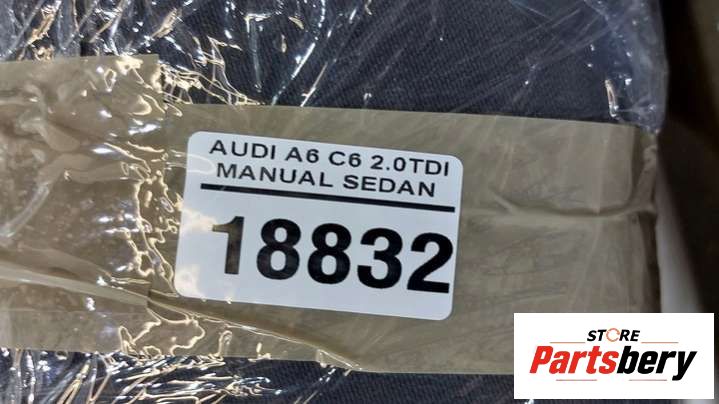 AUDI A6 C6 2.0TDI
MANUAL SEDAN
18832
STORE
Partsbery